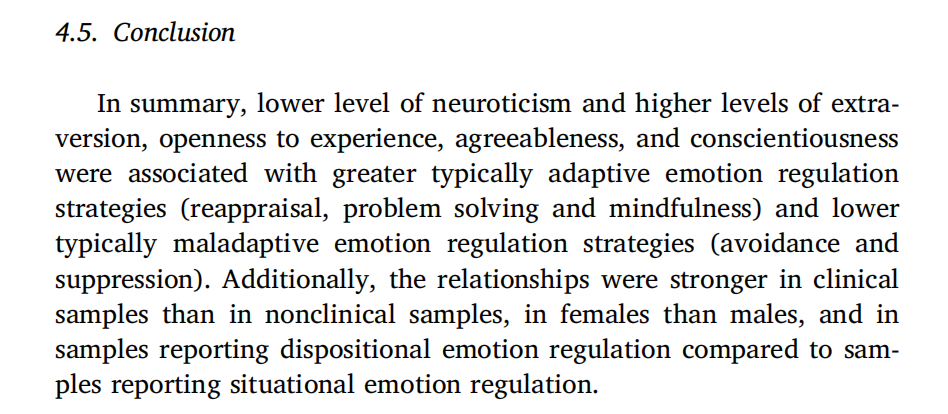 4.5. Conclusion
In summary, lower level of neuroticism and higher levels of extra-
version, openness to experience, agreeableness, and conscientiousness
were associated with greater typically adaptive emotion regulation
strategies (reappraisal, problem solving and mindfulness) and lower
typically maladaptive emotion regulation strategies (avoidance and
suppression). Additionally, the relationships were stronger in clinical
samples than in nonclinical samples, in females than males, and in
samples reporting dispositional emotion regulation compared to sam-
ples reporting situational emotion regulation.